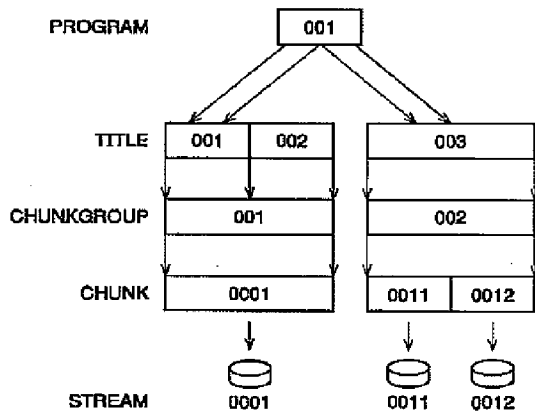 PROGRAM 001
TITLE 001 002 003
CHUNKGROUP 001 002
CHUNK 0001 0011 0012
STREAM 0001 0011 0012